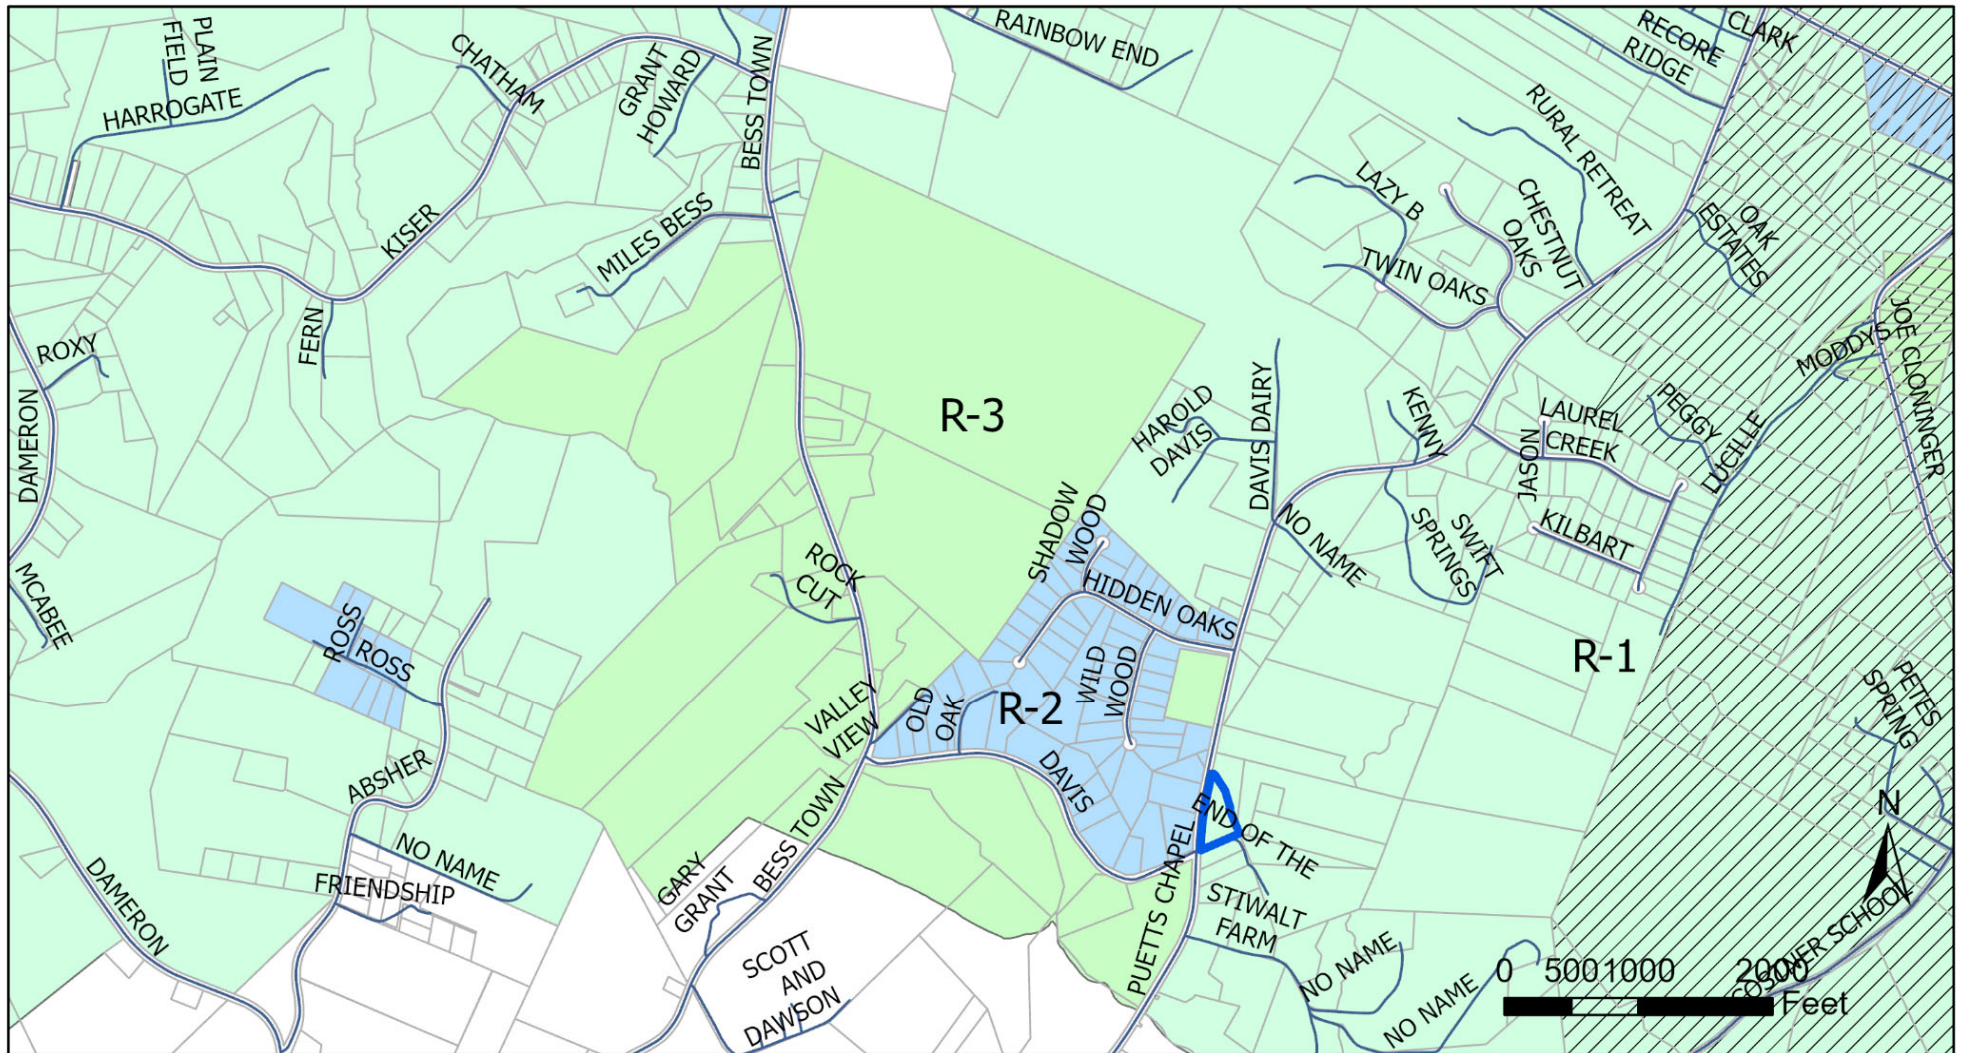 PLAIN
FIELD
HARROGATE
CHATHAM
GRANT
HOWARD
BESS TOWN
RAINBOW END
RECORE
RIDGE
CLARK
KISER
MILES BESS
FERN
ROXY
DAMERON
MCABEE
LAZY B
TWIN OAKS
CHESTNUT
OAKS
RURAL RETREAT
OAK
ESTATES
JOE CLONINGER
MODDYS
R-3
HAROLD
DAVIS
DAVIS DAIRY
KENNY
LAUREL
CREEK
JASON
PEGGY
LUCILLE
KILBART
SWIFT
SPRINGS
NO NAME
SHADOW
WOOD
HIDDEN OAKS
ROCK
CUT
ROSS
ROSS
R-1
WILD
WOOD
R-2
OLD
OAK
VALLEY
VIEW
DAVIS
PETTES
SPRING
ABSHER
NO NAME
FRIENDSHIP
DAMERON
BESS TOWN
GARY
GRANT
SCOTT
AND
DAWSON
PUETTS CHAPEL
END OF THE
STIWALT
FARM
NO NAME
NO NAME
COSTNER SCHOOL
N
0 500 1000 2000
Feet